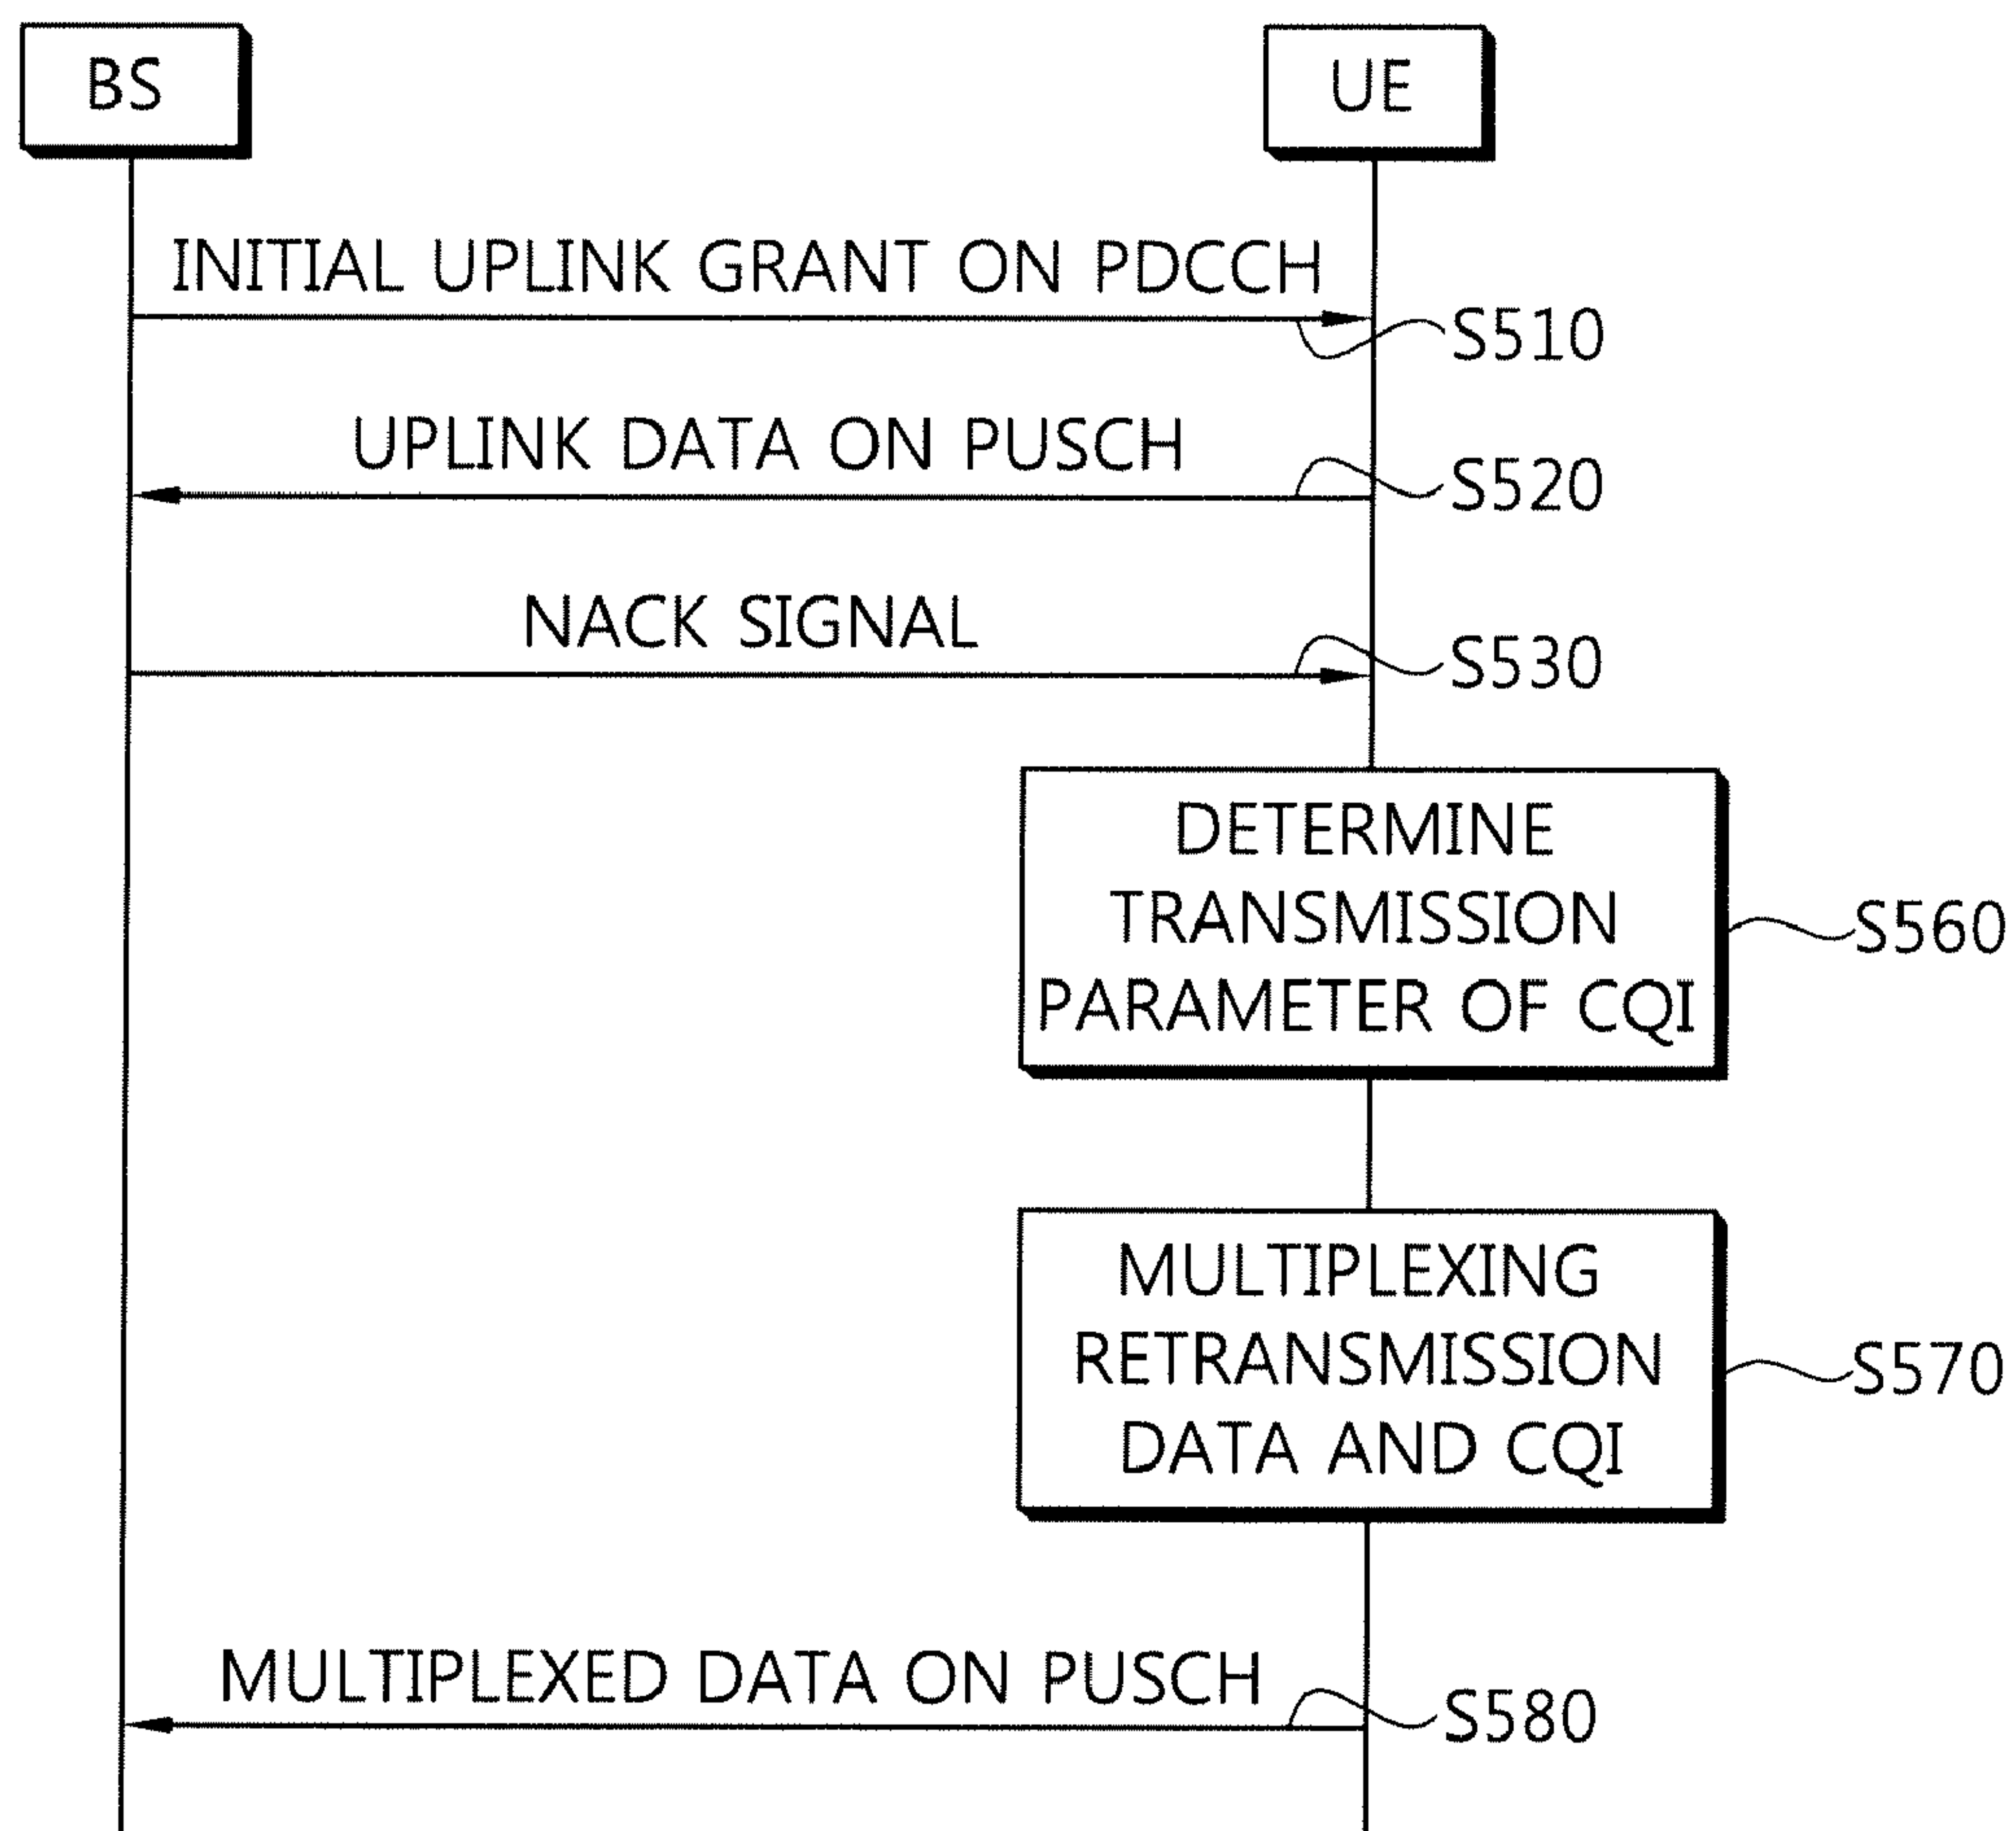 BS
UE
INITIAL UPLINK GRANT ON PDCCH
S510
UPLINK DATA ON PUSCH
S520
NACK SIGNAL
S530
DETERMINE
TRANSMISSION
PARAMETER OF CQI
S560
MULTIPLEXING
RETRANSMISSION
DATA AND CQI
S570
MULTIPLEXED DATA ON PUSCH
S580